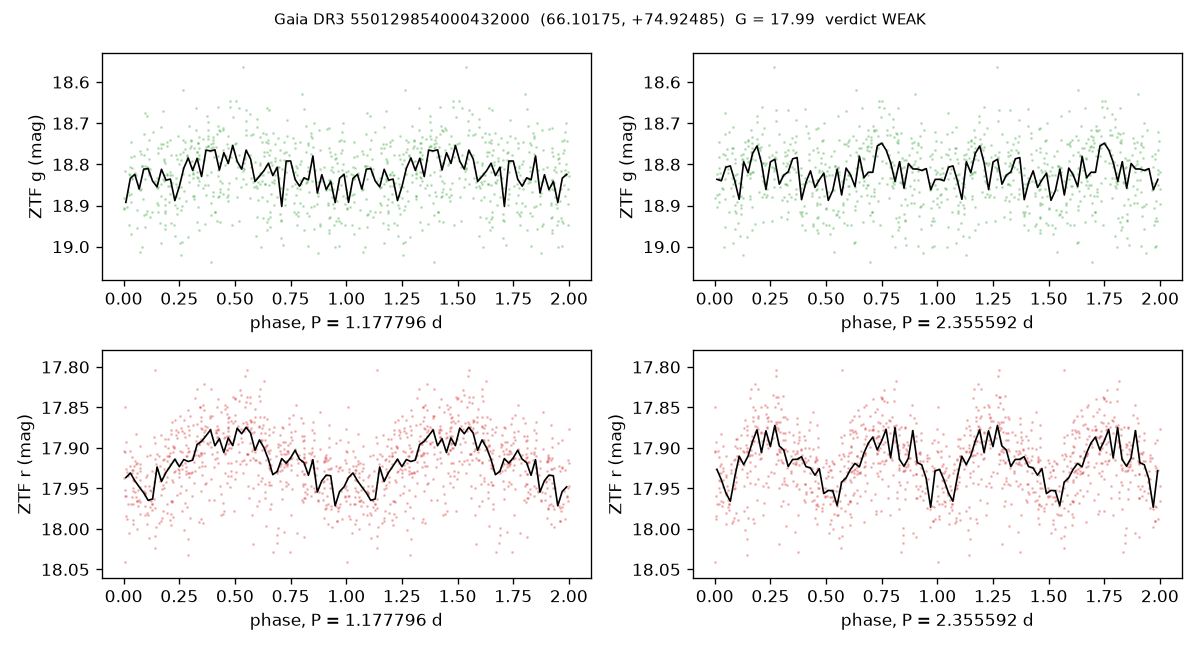 Gaia DR3 550129854000432000 (66.10175, +74.92485) G = 17.99 verdict WEAK
ZTF g (mag)
18.6
18.7
18.8
18.9
19.0
0.00 0.25 0.50 0.75 1.00 1.25 1.50 1.75 2.00
phase, P = 1.177796 d
ZTF g (mag)
18.6
18.7
18.8
18.9
19.0
0.00 0.25 0.50 0.75 1.00 1.25 1.50 1.75 2.00
phase, P = 2.355592 d
ZTF r (mag)
17.80
17.85
17.90
17.95
18.00
18.05
0.00 0.25 0.50 0.75 1.00 1.25 1.50 1.75 2.00
phase, P = 1.177796 d
ZTF r (mag)
17.80
17.85
17.90
17.95
18.00
18.05
0.00 0.25 0.50 0.75 1.00 1.25 1.50 1.75 2.00
phase, P = 2.355592 d